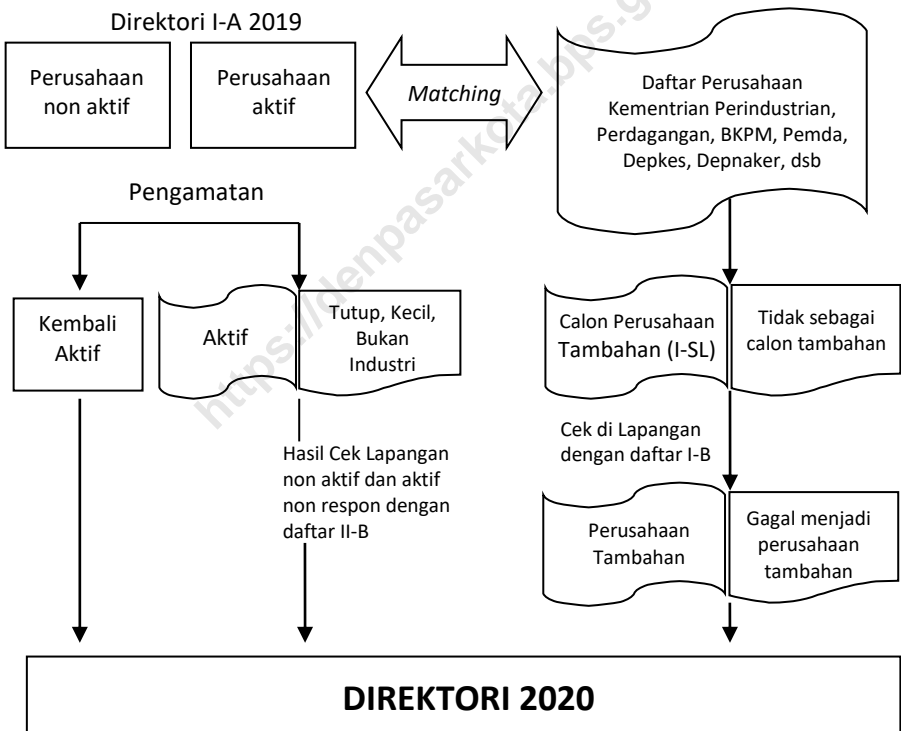 Direktori I-A 2019
Perusahaan
non aktif
Perusahaan
aktif
Matching
Daftar Perusahaan
Kementrian Perindustrian,
Perdagangan, BKPM, Pemda,
Depkes, Depnaker, dsb
Pengamatan
Kembali
Aktif
Aktif
Tutup, Kecil,
Bukan
Industri
Calon Perusahaan
Tambahan (I-SL)
Tidak sebagai
calon tambahan
Hasil Cek Lapangan
non aktif dan aktif
non respon dengan
daftar II-B
Cek di Lapangan
dengan daftar I-B
Perusahaan
Tambahan
Gagal menjadi
perusahaan
tambahan
DIREKTORI 2020
https://denpasarkota.bps.g